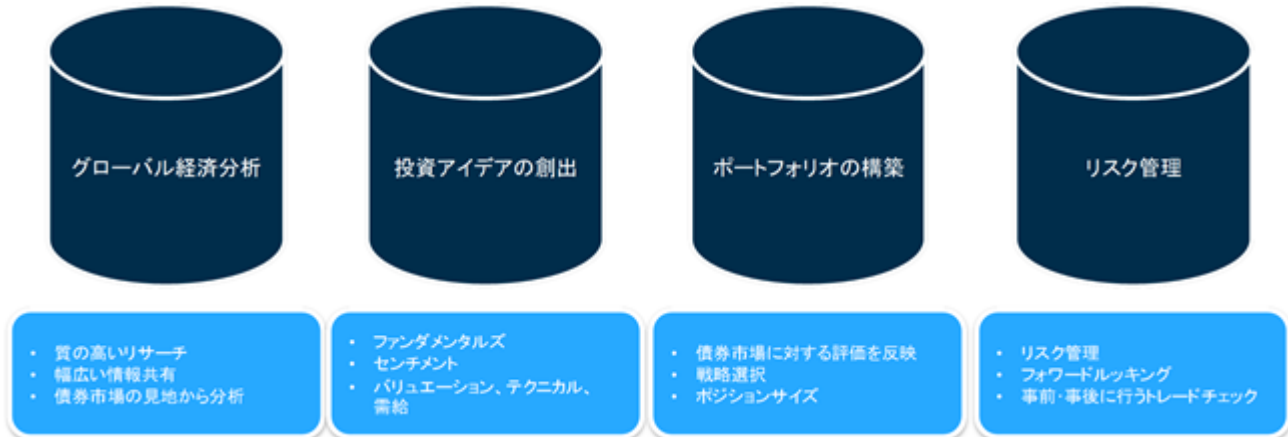 グローバル経済分析
投資アイデアの創出
ポートフォリオの構築
リスク管理
• 質の高いリサーチ
• 幅広い情報共有
• 債券市場の見地から分析
• ファンダメンタルズ
• センチメント
• バリュエーション、テクニカル、
需給
• 債券市場に対する評価を反映
• 戦略選択
• ポジションサイズ
• リスク管理
• フォワードルッキング
• 事前・事後に行うトレードチェック